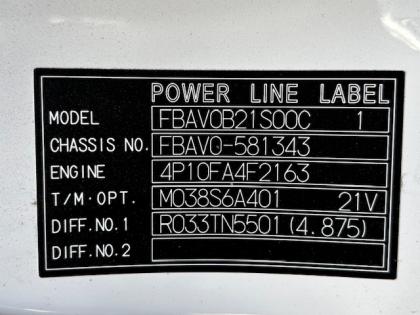 POWER LINE LABEL
MODEL FBAV0B21S00C 1
CHASSIS NO. FBAV0-581343
ENGINE 4P10FA4F2163
T/M·OPT. M038S6A401 21V
DIFF.NO.1 R033TN5501(4.875)
DIFF.NO.2